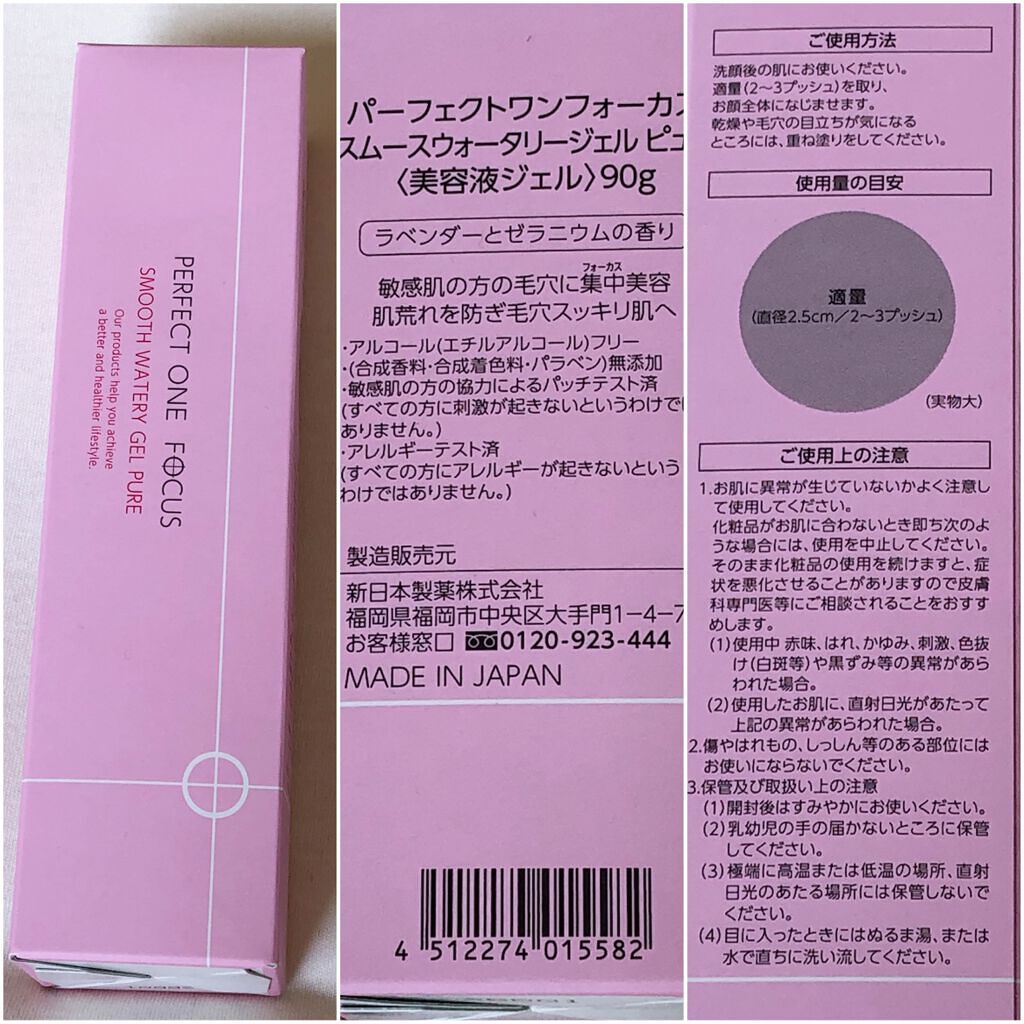 PERFECT ONE FOCUS
SMOOTH WATERY GEL PURE
Our products help you achieve
a better and healthier lifestyle.
パーフェクトワンフォーカス
スムースウォータリージェル ピュ
〈美容液ジェル〉90g
ラベンダーとゼラニウムの香り
フォーカス
敏感肌の方の毛穴に集中美容
肌荒れを防ぎ毛穴スッキリ肌へ
・アルコール(エチルアルコール)フリー
・(合成香料・合成着色料・パラベン)無添加
・敏感肌の方の協力によるパッチテスト済
(すべての方に刺激が起きないというわけで
ありません。)
・アレルギーテスト済
(すべての方にアレルギーが起きないという
わけではありません。)
製造販売元
新日本製薬株式会社
福岡県福岡市中央区大手門1-4-7
お客様窓口 0120-923-444
MADE IN JAPAN
4 512274 015582
ご使用方法
洗顔後の肌にお使いください。
適量(2〜3プッシュ)を取り、
お顔全体になじませます。
乾燥や毛穴の目立ちが気になる
ところには、重ね塗りをしてください。
使用量の目安
適量
(直径2.5cm/2〜3プッシュ)
(実物大)
ご使用上の注意
1.お肌に異常が生じていないかよく注意し
て使用してください。
化粧品がお肌に合わないとき即ち次のよ
うな場合には、使用を中止してください。
そのまま化粧品の使用を続けますと、症
状を悪化させることがありますので皮膚
科専門医等にご相談されることをおすす
めします。
(1)使用中 赤味、はれ、かゆみ、刺激、色抜
け(白斑等)や黒ずみ等の異常があら
われた場合。
(2)使用したお肌に、直射日光があたって
上記の異常があらわれた場合。
2.傷やはれもの、しっしん等のある部位には
お使いにならないでください。
3.保管及び取扱い上の注意
(1)開封後はすみやかにお使いください。
(2)乳幼児の手の届かないところに保管
してください。
(3)極端に高温または低温の場所、直射
日光のあたる場所には保管しないで
ください。
(4)目に入ったときにはぬるま湯、または
水で直ちに洗い流してください。